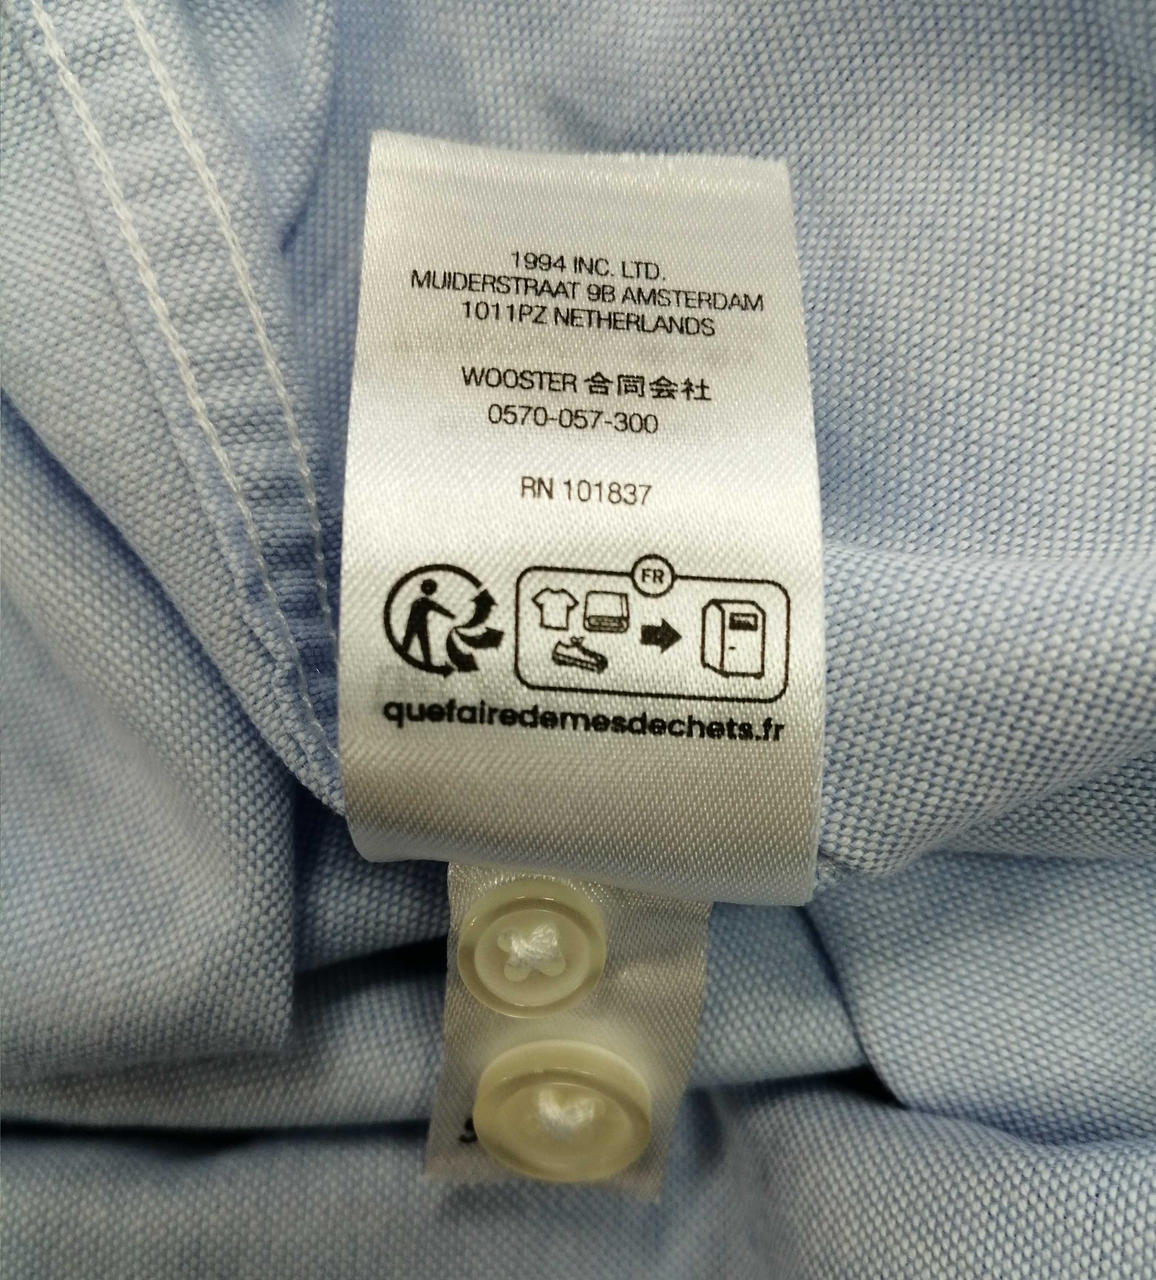 1994 INC. LTD.
MUIDERSTRAAT 9B AMSTERDAM
1011PZ NETHERLANDS
WOOSTER 合同会社
0570-057-300
RN 101837
FR
quefairedemesdechets.fr